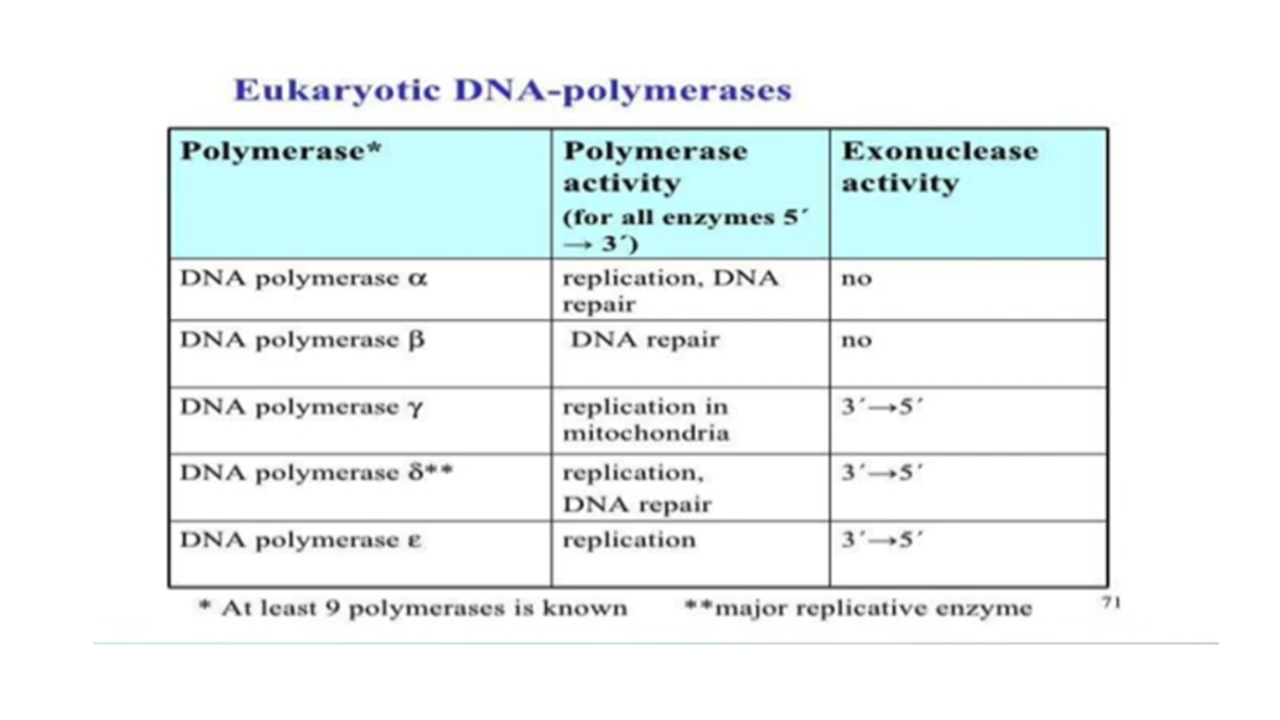 Eukaryotic DNA-polymerases
Polymerase*
Polymerase
activity
(for all enzymes 5´
→ 3´)
Exonuclease
activity
DNA polymerase α
replication, DNA
repair
no
DNA polymerase β
DNA repair
no
DNA polymerase γ
replication in
mitochondria
3´→5´
DNA polymerase δ**
replication,
DNA repair
3´→5´
DNA polymerase ε
replication
3´→5´
* At least 9 polymerases is known
**major replicative enzyme
71